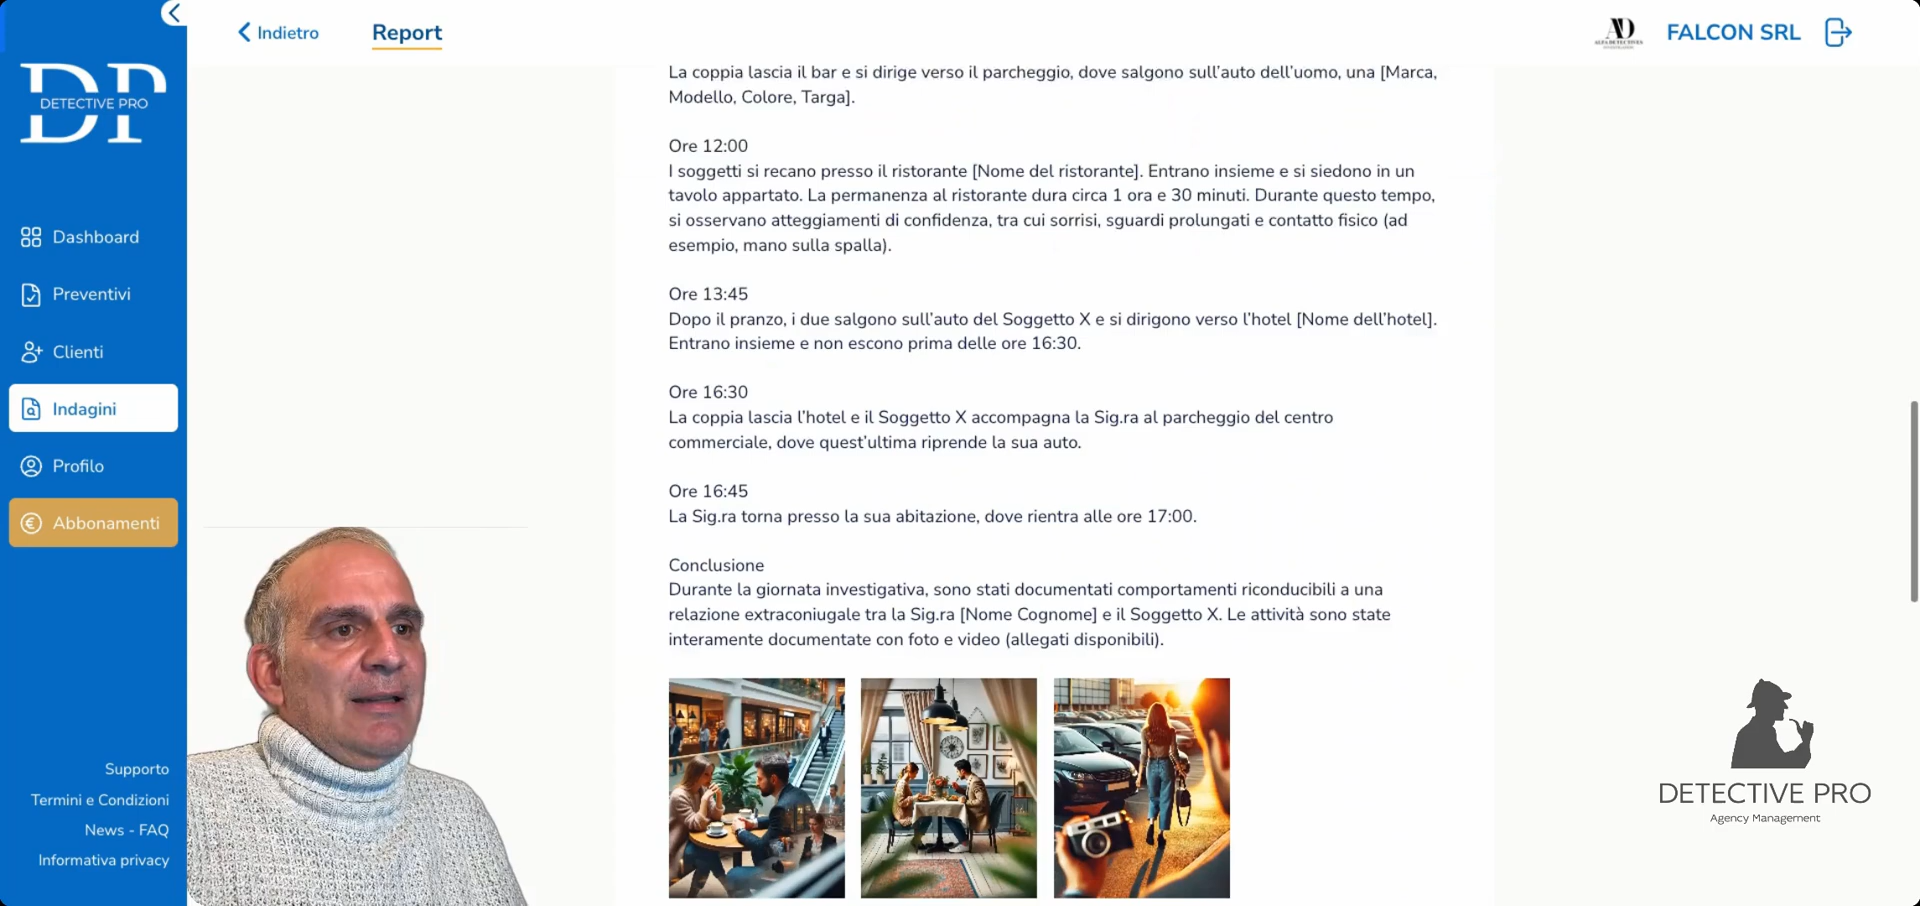 Indietro
Report
FALCON SRL
DP
DETECTIVE PRO
Dashboard
Preventivi
Clienti
Indagini
Profilo
Abbonamenti
Supporto
Termini e Condizioni
News - FAQ
Informativa privacy
La coppia lascia il bar e si dirige verso il parcheggio, dove salgono sull'auto dell'uomo, una [Marca,
Modello, Colore, Targa].
Ore 12:00
I soggetti si recano presso il ristorante [Nome del ristorante]. Entrano insieme e si siedono in un
tavolo appartato. La permanenza al ristorante dura circa 1 ora e 30 minuti. Durante questo tempo,
si osservano atteggiamenti di confidenza, tra cui sorrisi, sguardi prolungati e contatto fisico (ad
esempio, mano sulla spalla).
Ore 13:45
Dopo il pranzo, i due salgono sull'auto del Soggetto X e si dirigono verso l'hotel [Nome dell'hotel].
Entrano insieme e non escono prima delle ore 16:30.
Ore 16:30
La coppia lascia l'hotel e il Soggetto X accompagna la Sig.ra al parcheggio del centro
commerciale, dove quest'ultima riprende la sua auto.
Ore 16:45
La Sig.ra torna presso la sua abitazione, dove rientra alle ore 17:00.
Conclusione
Durante la giornata investigativa, sono stati documentati comportamenti riconducibili a una
relazione extraconiugale tra la Sig.ra [Nome Cognome] e il Soggetto X. Le attività sono state
interamente documentate con foto e video (allegati disponibili).
DETECTIVE PRO
Agency Management